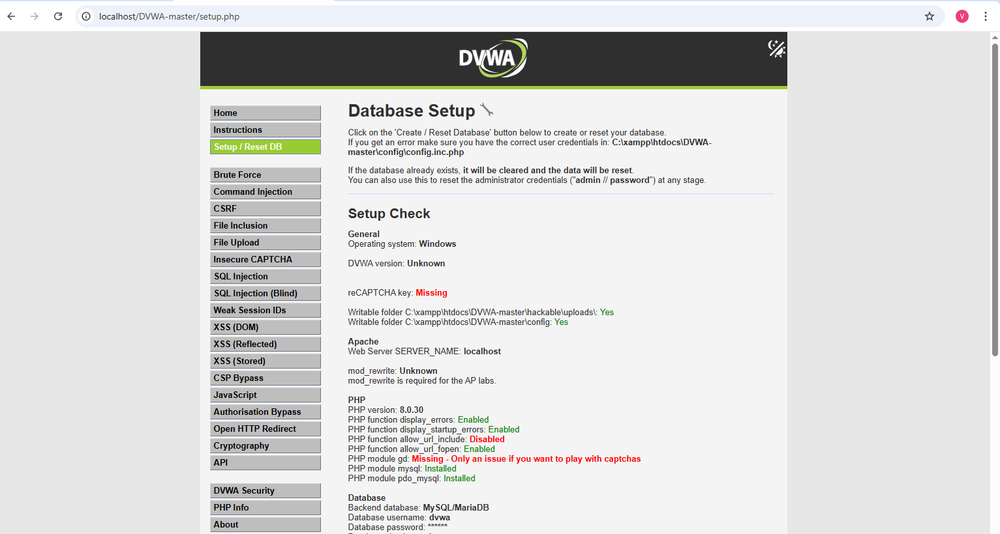 localhost/DVWA-master/setup.php
V
DVWA
Home
Instructions
Setup / Reset DB
Brute Force
Command Injection
CSRF
File Inclusion
File Upload
Insecure CAPTCHA
SQL Injection
SQL Injection (Blind)
Weak Session IDs
XSS (DOM)
XSS (Reflected)
XSS (Stored)
CSP Bypass
JavaScript
Authorisation Bypass
Open HTTP Redirect
Cryptography
API
DVWA Security
PHP Info
About
Database Setup
Click on the 'Create / Reset Database' button below to create or reset your database.
If you get an error make sure you have the correct user credentials in: C:\xampp\htdocs\DVWA-
master\config\config.inc.php
If the database already exists, it will be cleared and the data will be reset.
You can also use this to reset the administrator credentials ("admin // password") at any stage.
Setup Check
General
Operating system: Windows
DVWA version: Unknown
reCAPTCHA key: Missing
Writable folder C:\xampp\htdocs\DVWA-master\hackable\uploads\: Yes
Writable folder C:\xampp\htdocs\DVWA-master\config: Yes
Apache
Web Server SERVER_NAME: localhost
mod_rewrite: Unknown
mod_rewrite is required for the AP labs.
PHP
PHP version: 8.0.30
PHP function display_errors: Enabled
PHP function display_startup_errors: Enabled
PHP function allow_url_include: Disabled
PHP function allow_url_fopen: Enabled
PHP module gd: Missing - Only an issue if you want to play with captchas
PHP module mysql: Installed
PHP module pdo_mysql: Installed
Database
Backend database: MySQL/MariaDB
Database username: dvwa
Database password: ******